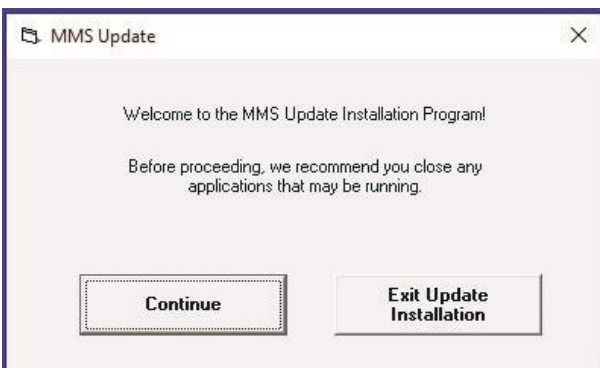 MMS Update
Welcome to the MMS Update Installation Program!
Before proceeding, we recommend you close any
applications that may be running.
Continue
Exit Update
Installation